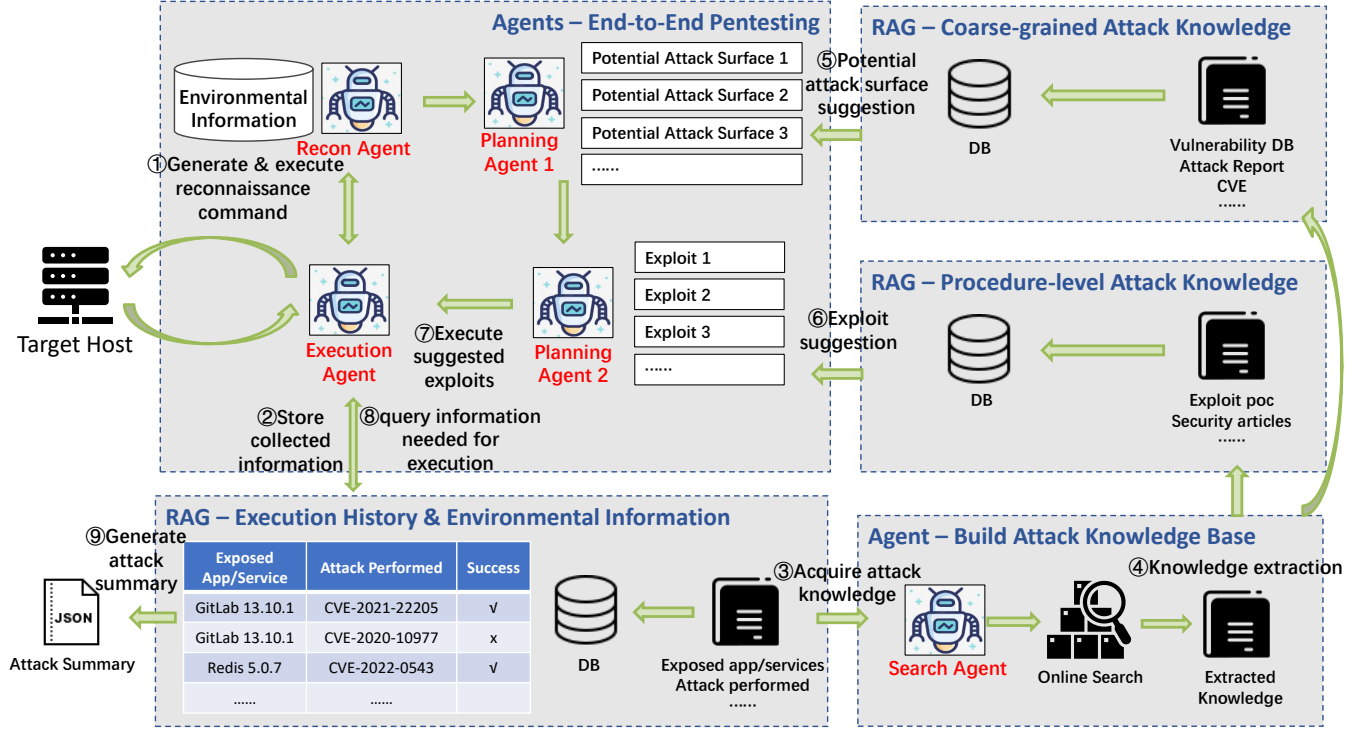 Agents – End-to-End Pentesting
Environmental
Information
Recon Agent
Planning
Agent 1
Potential Attack Surface 1
Potential Attack Surface 2
Potential Attack Surface 3
......
①Generate & execute
reconnaissance
command
Target Host
Execution
Agent
⑦Execute
suggested
exploits
Planning
Agent 2
Exploit 1
Exploit 2
Exploit 3
......
②Store
collected
information
⑧query information
needed for
execution
RAG – Coarse-grained Attack Knowledge
⑤Potential
attack surface
suggestion
DB
Vulnerability DB
Attack Report
CVE
......
RAG – Procedure-level Attack Knowledge
⑥Exploit
suggestion
DB
Exploit poc
Security articles
......
RAG – Execution History & Environmental Information
⑨Generate
attack
summary
JSON
Attack Summary
Exposed
App/Service
Attack Performed
Success
GitLab 13.10.1
CVE-2021-22205
√
GitLab 13.10.1
CVE-2020-10977
x
Redis 5.0.7
CVE-2022-0543
√
......
......
DB
Exposed app/services
Attack performed
......
③Acquire attack
knowledge
Agent – Build Attack Knowledge Base
Search Agent
Online Search
④Knowledge extraction
Extracted
Knowledge